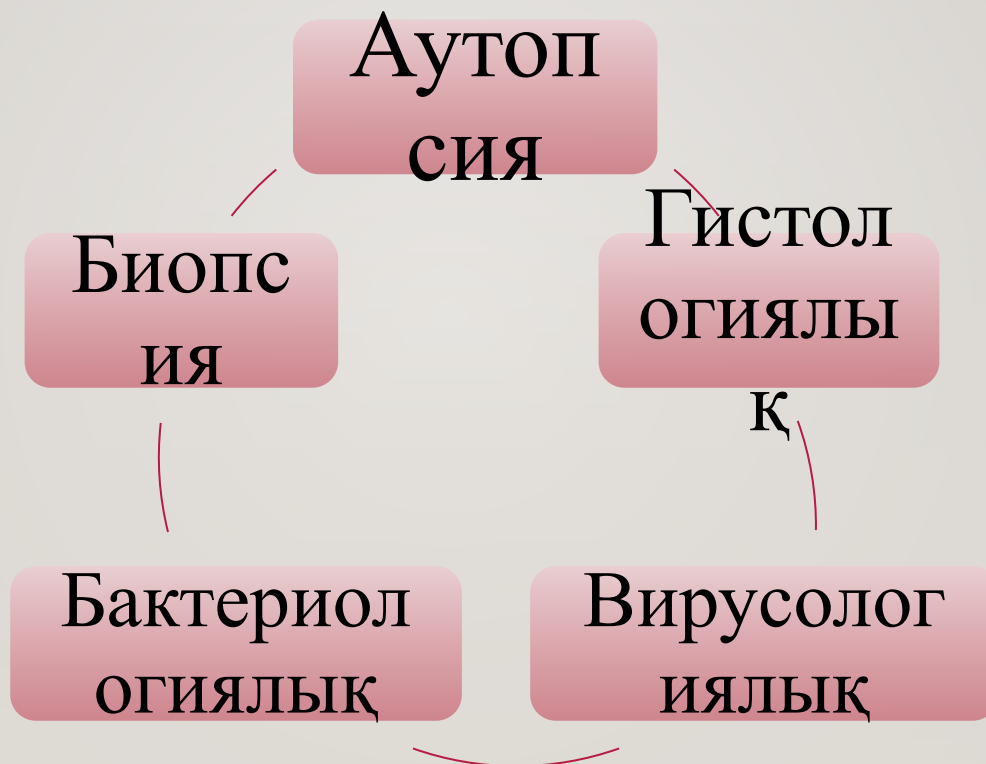 Аутоп
сия
Гистол
огиялы
қ
Вирусолог
иялық
Бактериол
огиялық
Биопс
ия